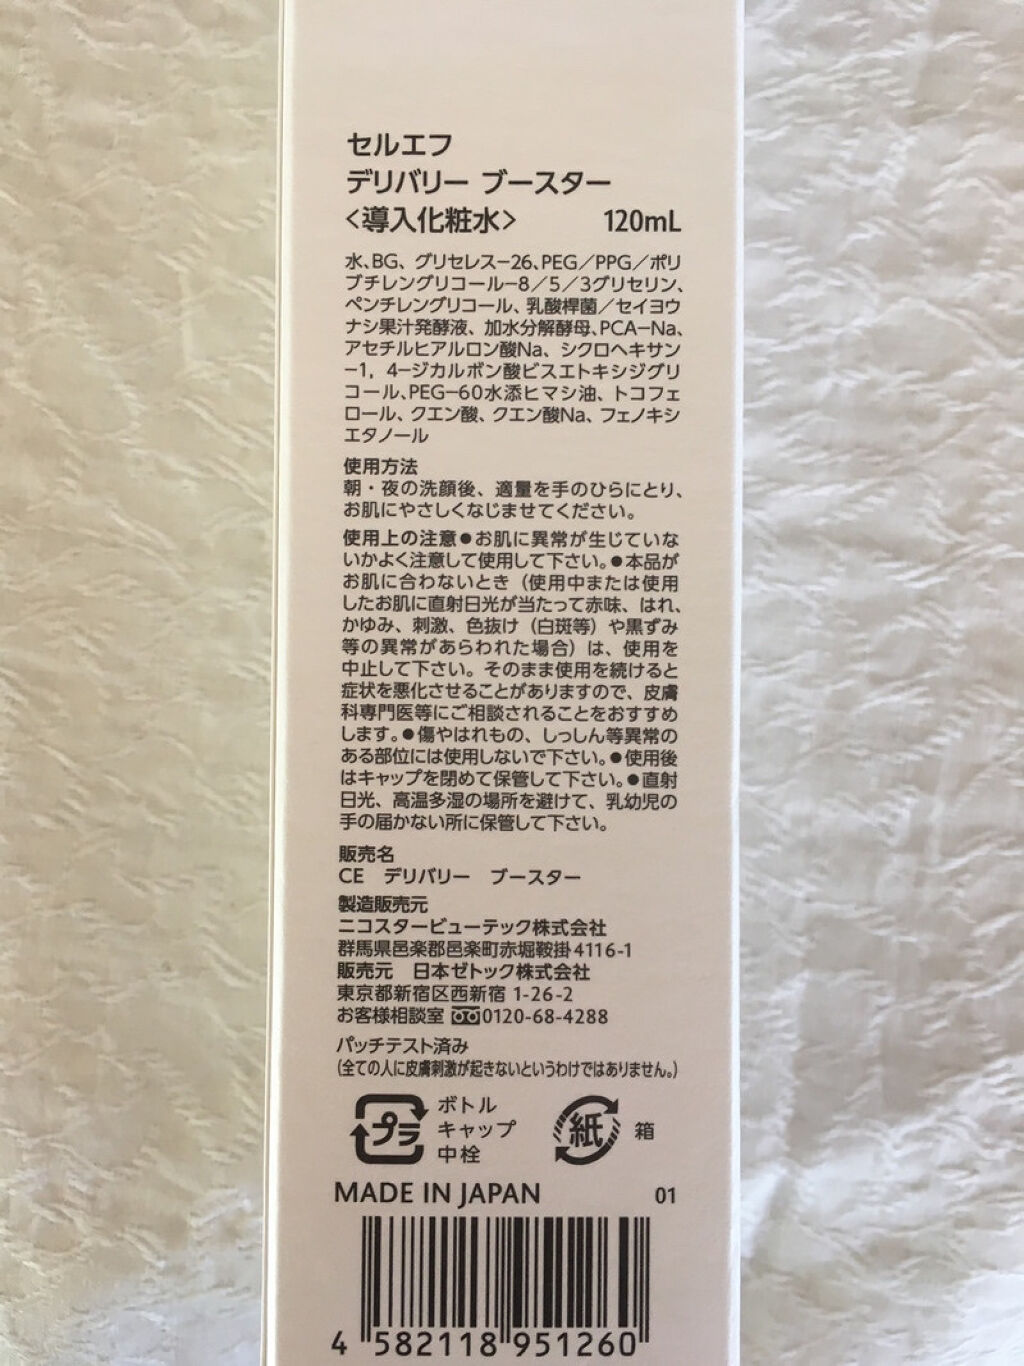 セルエフ
デリバリー ブースター
<導入化粧水> 120mL
水、BG、グリセレス-26、PEG/PPG/ポリ
ブチレングリコール-8/5/3グリセリン、
ペンチレングリコール、乳酸桿菌/セイヨウ
ナシ果汁発酵液、加水分解酵母、PCA-Na、
アセチルヒアルロン酸Na、シクロヘキサン
-1, 4-ジカルボン酸ビスエトキシジグリ
コール、PEG-60水添ヒマシ油、トコフェ
ロール、クエン酸、クエン酸Na、フェノキシ
エタノール
使用方法
朝・夜の洗顔後、適量を手のひらにとり、
お肌にやさしくなじませてください。
使用上の注意●お肌に異常が生じていな
いかよく注意して使用して下さい。●本品が
お肌に合わないとき（使用中または使用
したお肌に直射日光が当たって赤味、はれ、
かゆみ、刺激、色抜け（白斑等）や黒ずみ
等の異常があらわれた場合）は、使用を
中止して下さい。そのまま使用を続けると
症状を悪化させることがありますので、皮膚
科専門医等にご相談されることをおすすめ
します。●傷やはれもの、しっしん等異常の
ある部位には使用しないで下さい。●使用後
はキャップを閉めて保管して下さい。●直射
日光、高温多湿の場所を避けて、乳幼児の
手の届かない所に保管して下さい。
販売名
CE デリバリー ブースター
製造販売元
ニコスタービューテック株式会社
群馬県邑楽郡邑楽町赤堀鞍掛4116-1
販売元 日本ゼトック株式会社
東京都新宿区西新宿 1-26-2
お客様相談室 0120-68-4288
パッチテスト済み
（全ての人に皮膚刺激が起きないというわけではありません。）
プラ
ボトル
キャップ
中栓
紙 箱
MADE IN JAPAN 01
4 582118 951260